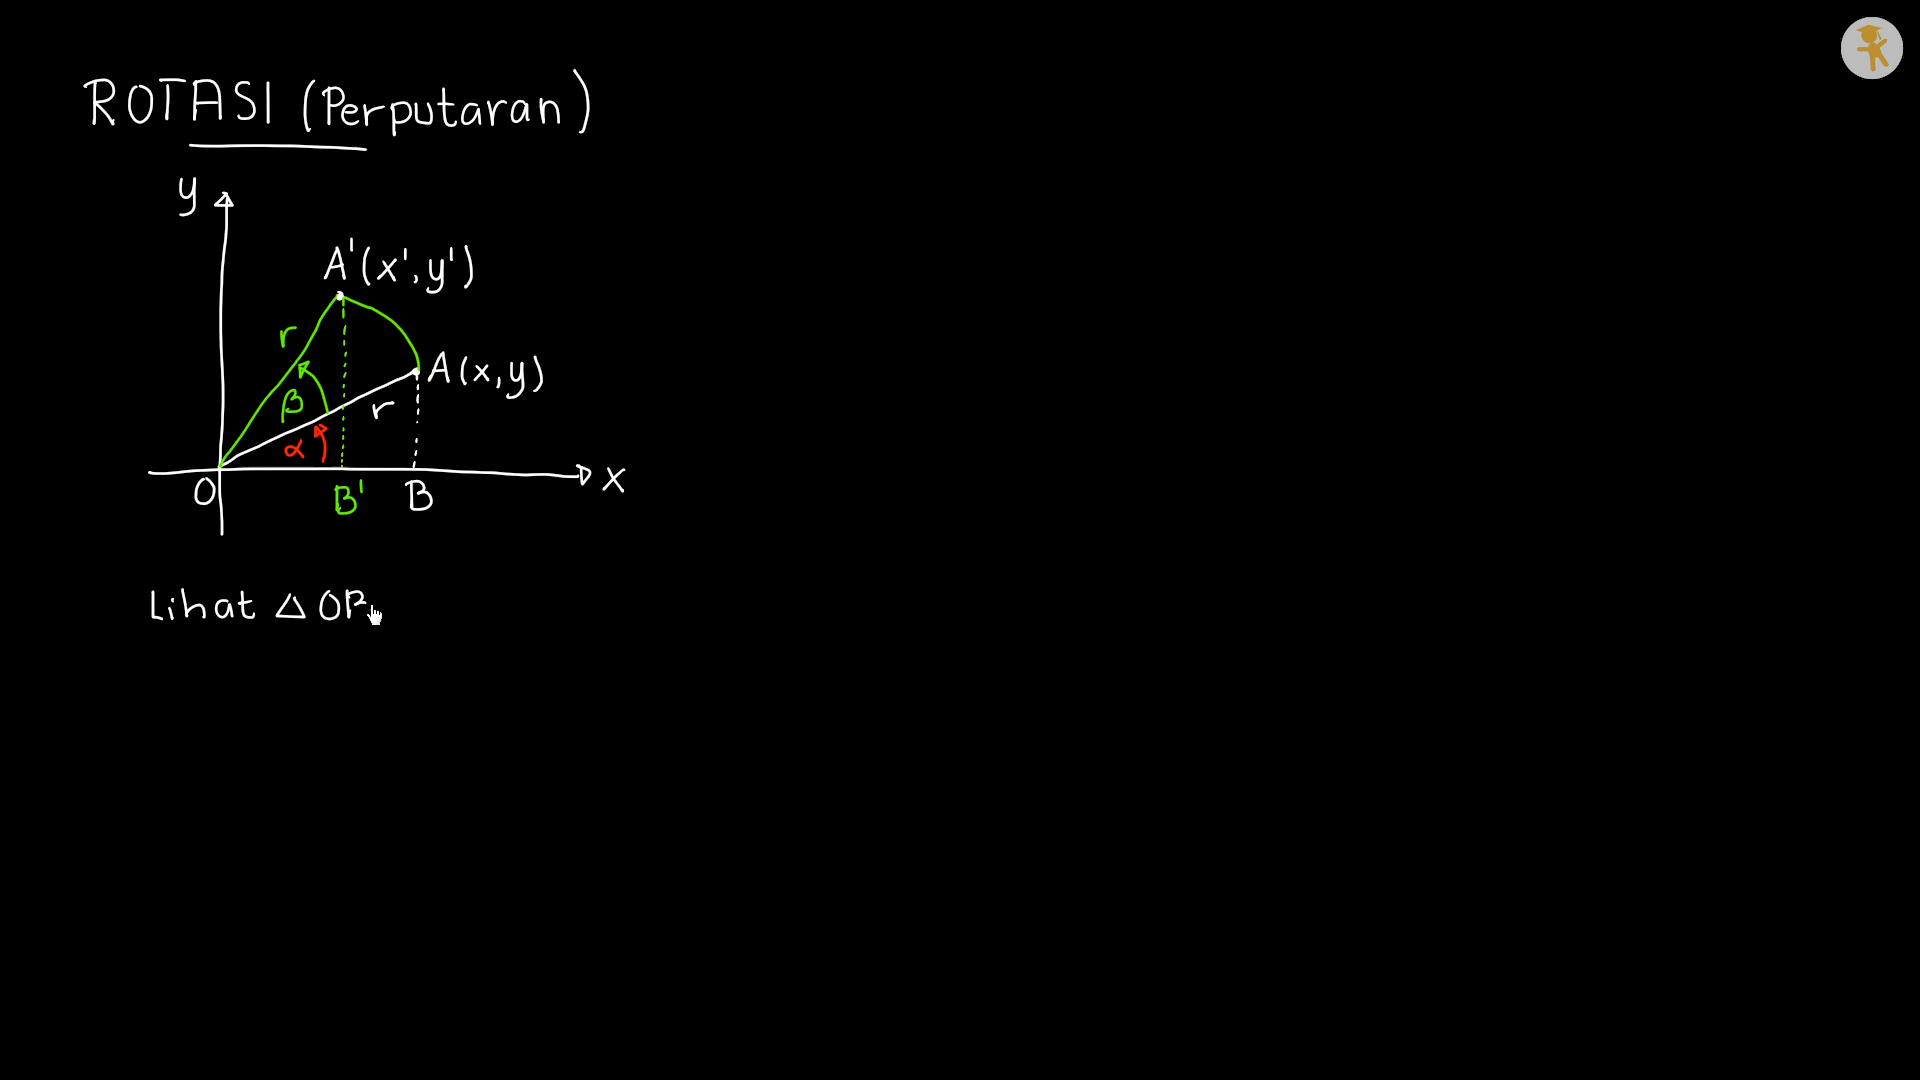 ROTASI (Perputaran)
y
A'(x',y')
r
A(x,y)
β
r
α
O
B'
B
x
Lihat △ OB